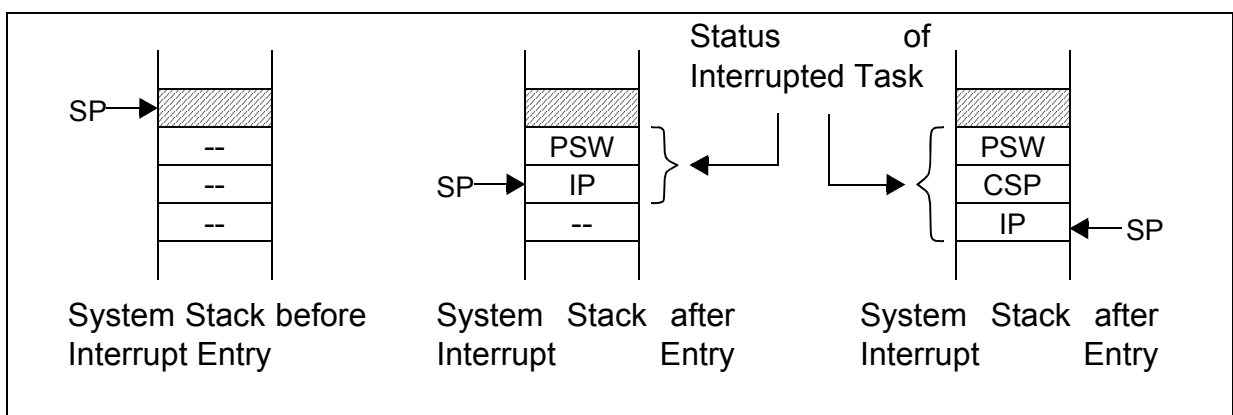 Status of
Interrupted Task
SP
--
--
--
SP
PSW
IP
--
PSW
CSP
IP
SP
System Stack before
Interrupt Entry
System Stack after
Interrupt Entry
System Stack after
Interrupt Entry